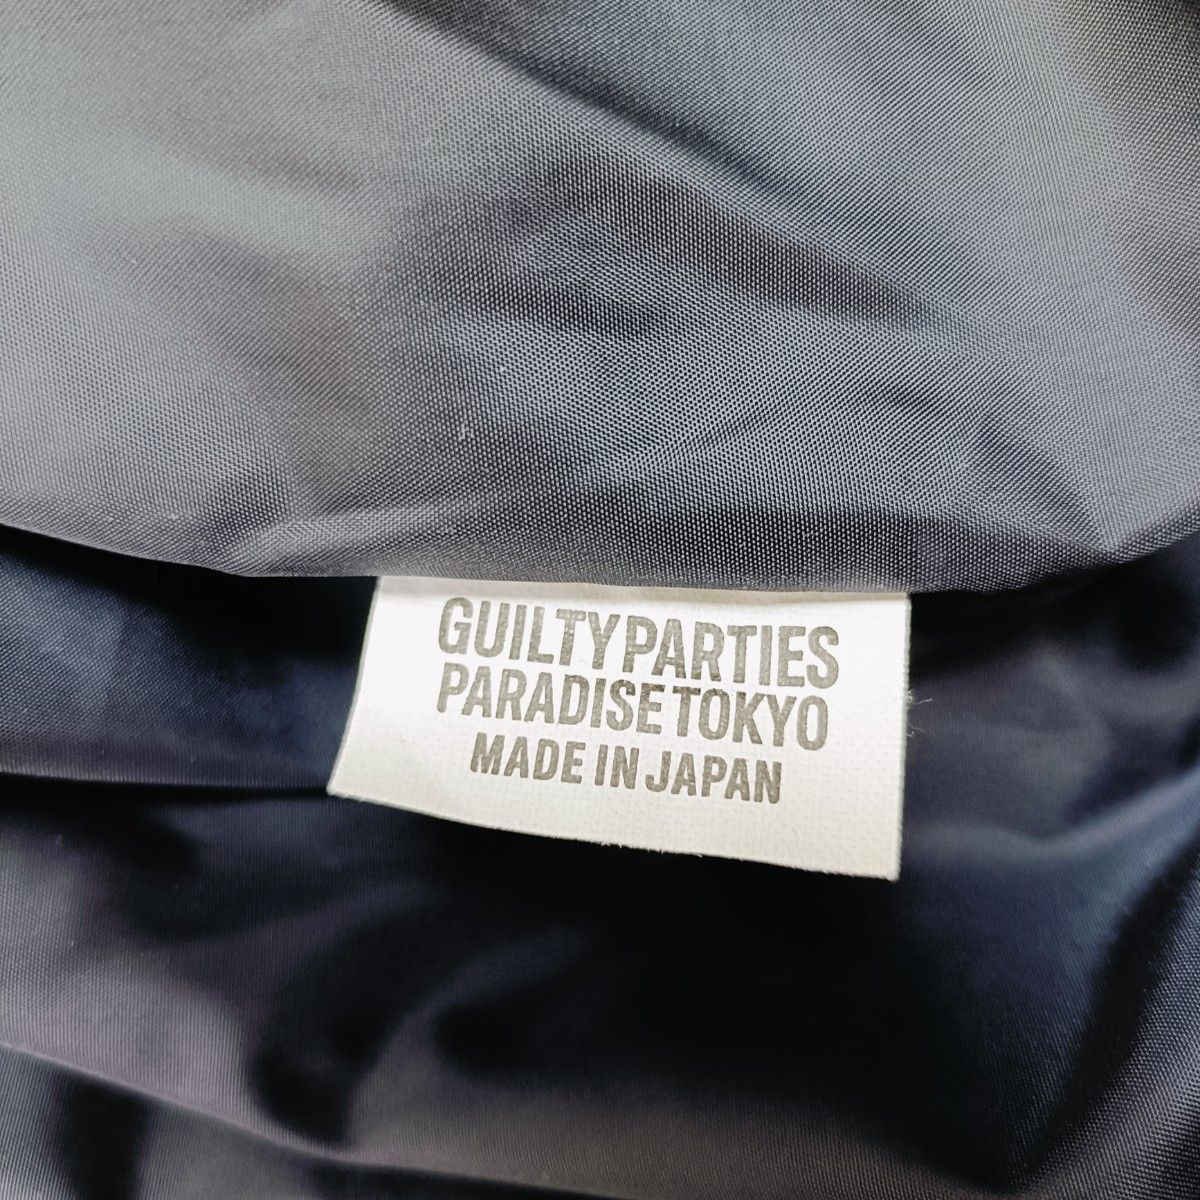 GUILTY PARTIES
PARADISE TOKYO
MADE IN JAPAN